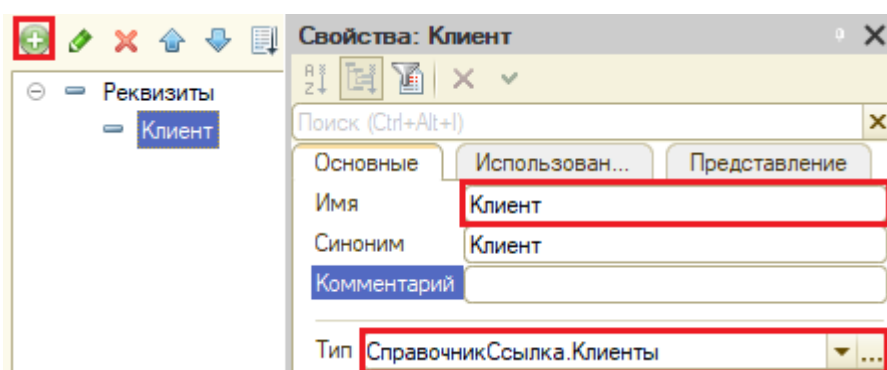 Свойства: Клиент
Реквизиты
Клиент
Поиск (Ctrl+Alt+I)
Основные Использован... Представление
Имя Клиент
Синоним Клиент
Комментарий
Тип СправочникСсылка.Клиенты ...